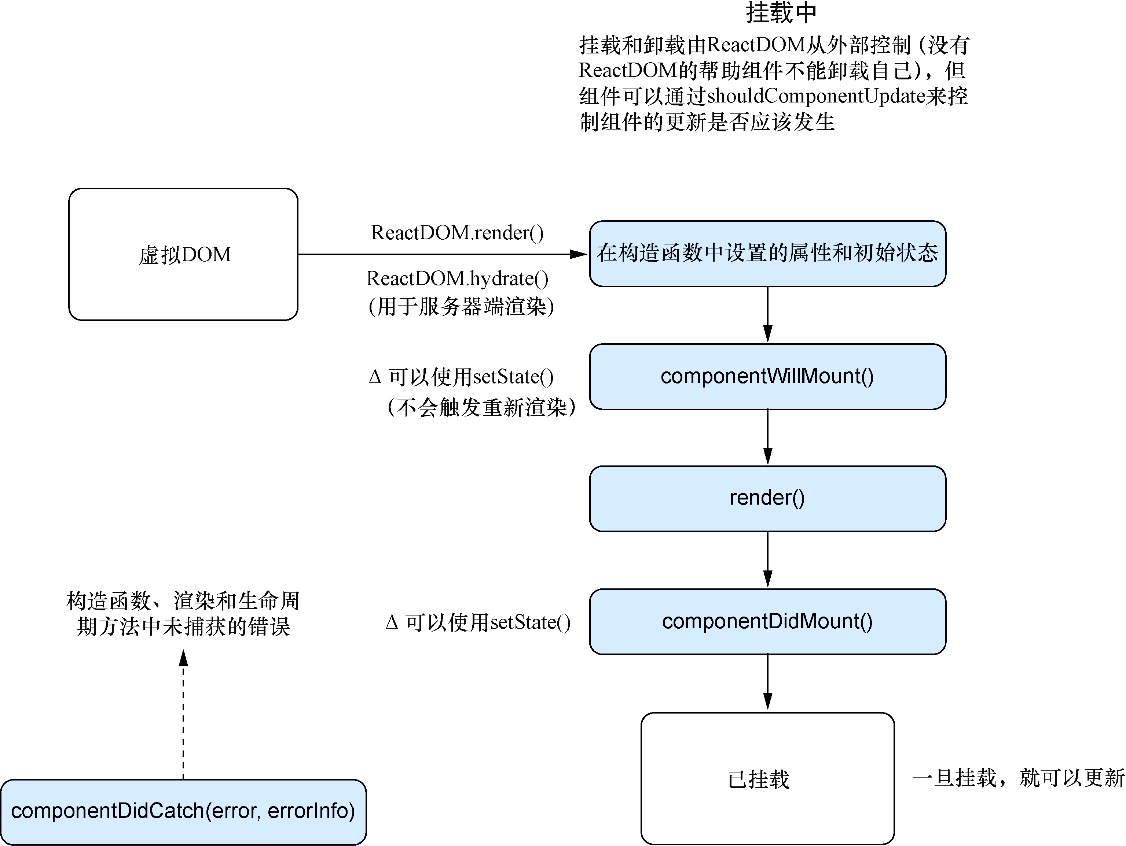 挂载中
挂载和卸载由ReactDOM从外部控制（没有
ReactDOM的帮助组件不能卸载自己），但
组件可以通过shouldComponentUpdate来控
制组件的更新是否应该发生
虚拟DOM
ReactDOM.render()
ReactDOM.hydrate()
（用于服务器端渲染）
在构造函数中设置的属性和初始状态
Δ 可以使用setState()
（不会触发重新渲染）
componentWillMount()
render()
构造函数、渲染和生命周
期方法中未捕获的错误
Δ 可以使用setState()
componentDidMount()
已挂载
一旦挂载，就可以更新
componentDidCatch(error, errorInfo)